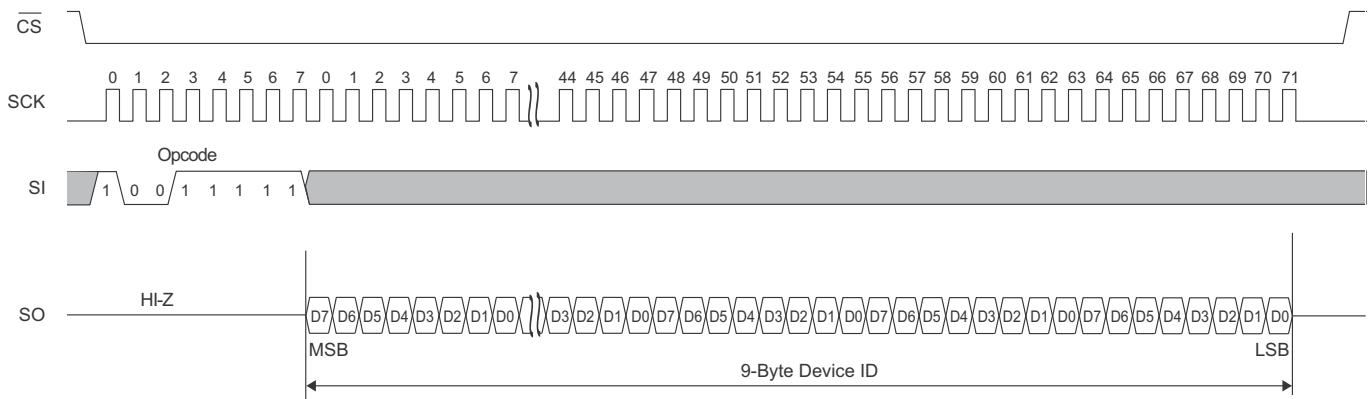 CS
0 1 2 3 4 5 6 7 0 1 2 3 4 5 6 7 44 45 46 47 48 49 50 51 52 53 54 55 56 57 58 59 60 61 62 63 64 65 66 67 68 69 70 71
SCK
Opcode
SI 1 0 0 1 1 1 1 1
HI-Z
SO D7 D6 D5 D4 D3 D2 D1 D0 D3 D2 D1 D0 D7 D6 D5 D4 D3 D2 D1 D0 D7 D6 D5 D4 D3 D2 D1 D0 D7 D6 D5 D4 D3 D2 D1 D0
MSB LSB
9-Byte Device ID